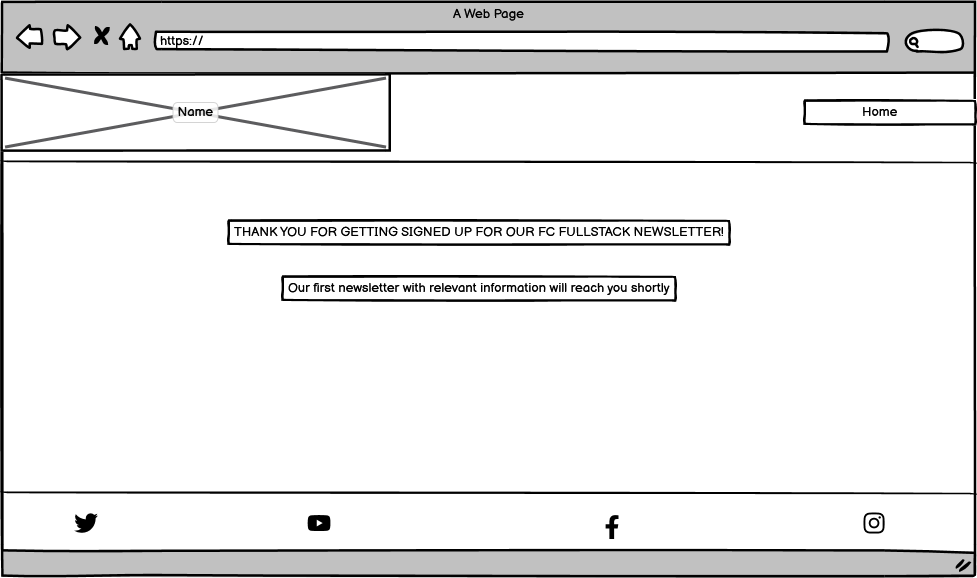 A Web Page
https://
Name
Home
THANK YOU FOR GETTING SIGNED UP FOR OUR FC FULLSTACK NEWSLETTER!
Our first newsletter with relevant information will reach you shortly